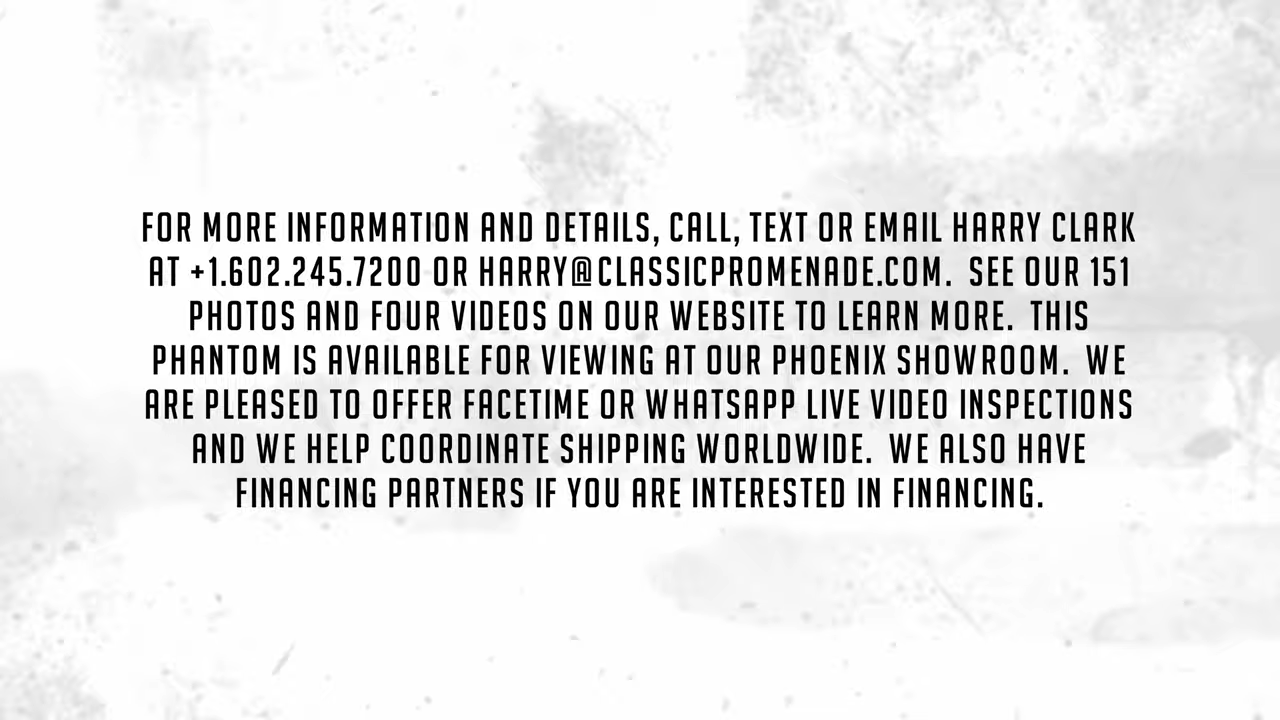 FOR MORE INFORMATION AND DETAILS, CALL, TEXT OR EMAIL HARRY CLARK
AT +1.602.245.7200 OR HARRY@CLASSICPROMENADE.COM.  SEE OUR 151
PHOTOS AND FOUR VIDEOS ON OUR WEBSITE TO LEARN MORE.  THIS
PHANTOM IS AVAILABLE FOR VIEWING AT OUR PHOENIX SHOWROOM.  WE
ARE PLEASED TO OFFER FACETIME OR WHATSAPP LIVE VIDEO INSPECTIONS
AND WE HELP COORDINATE SHIPPING WORLDWIDE.  WE ALSO HAVE
FINANCING PARTNERS IF YOU ARE INTERESTED IN FINANCING.